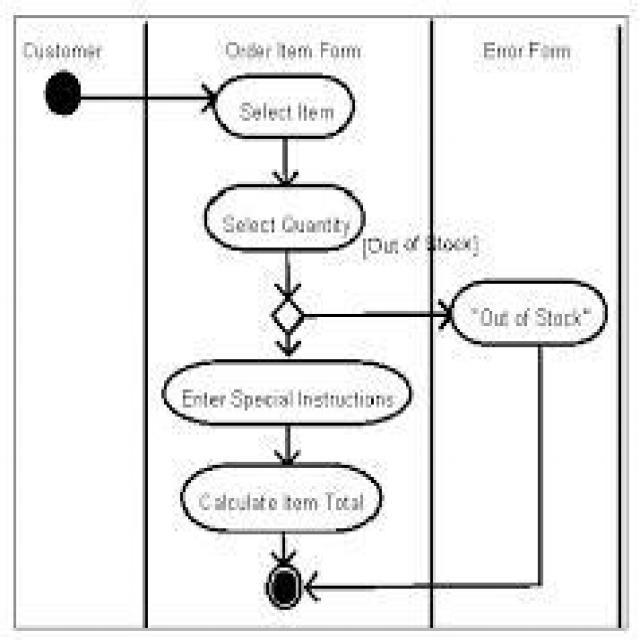 Customer
Order Item Form
Error Form
Select Item
Select Quantity
[Out of Stock]
"Out of Stock"
Enter Special Instructions
Calculate Item Total